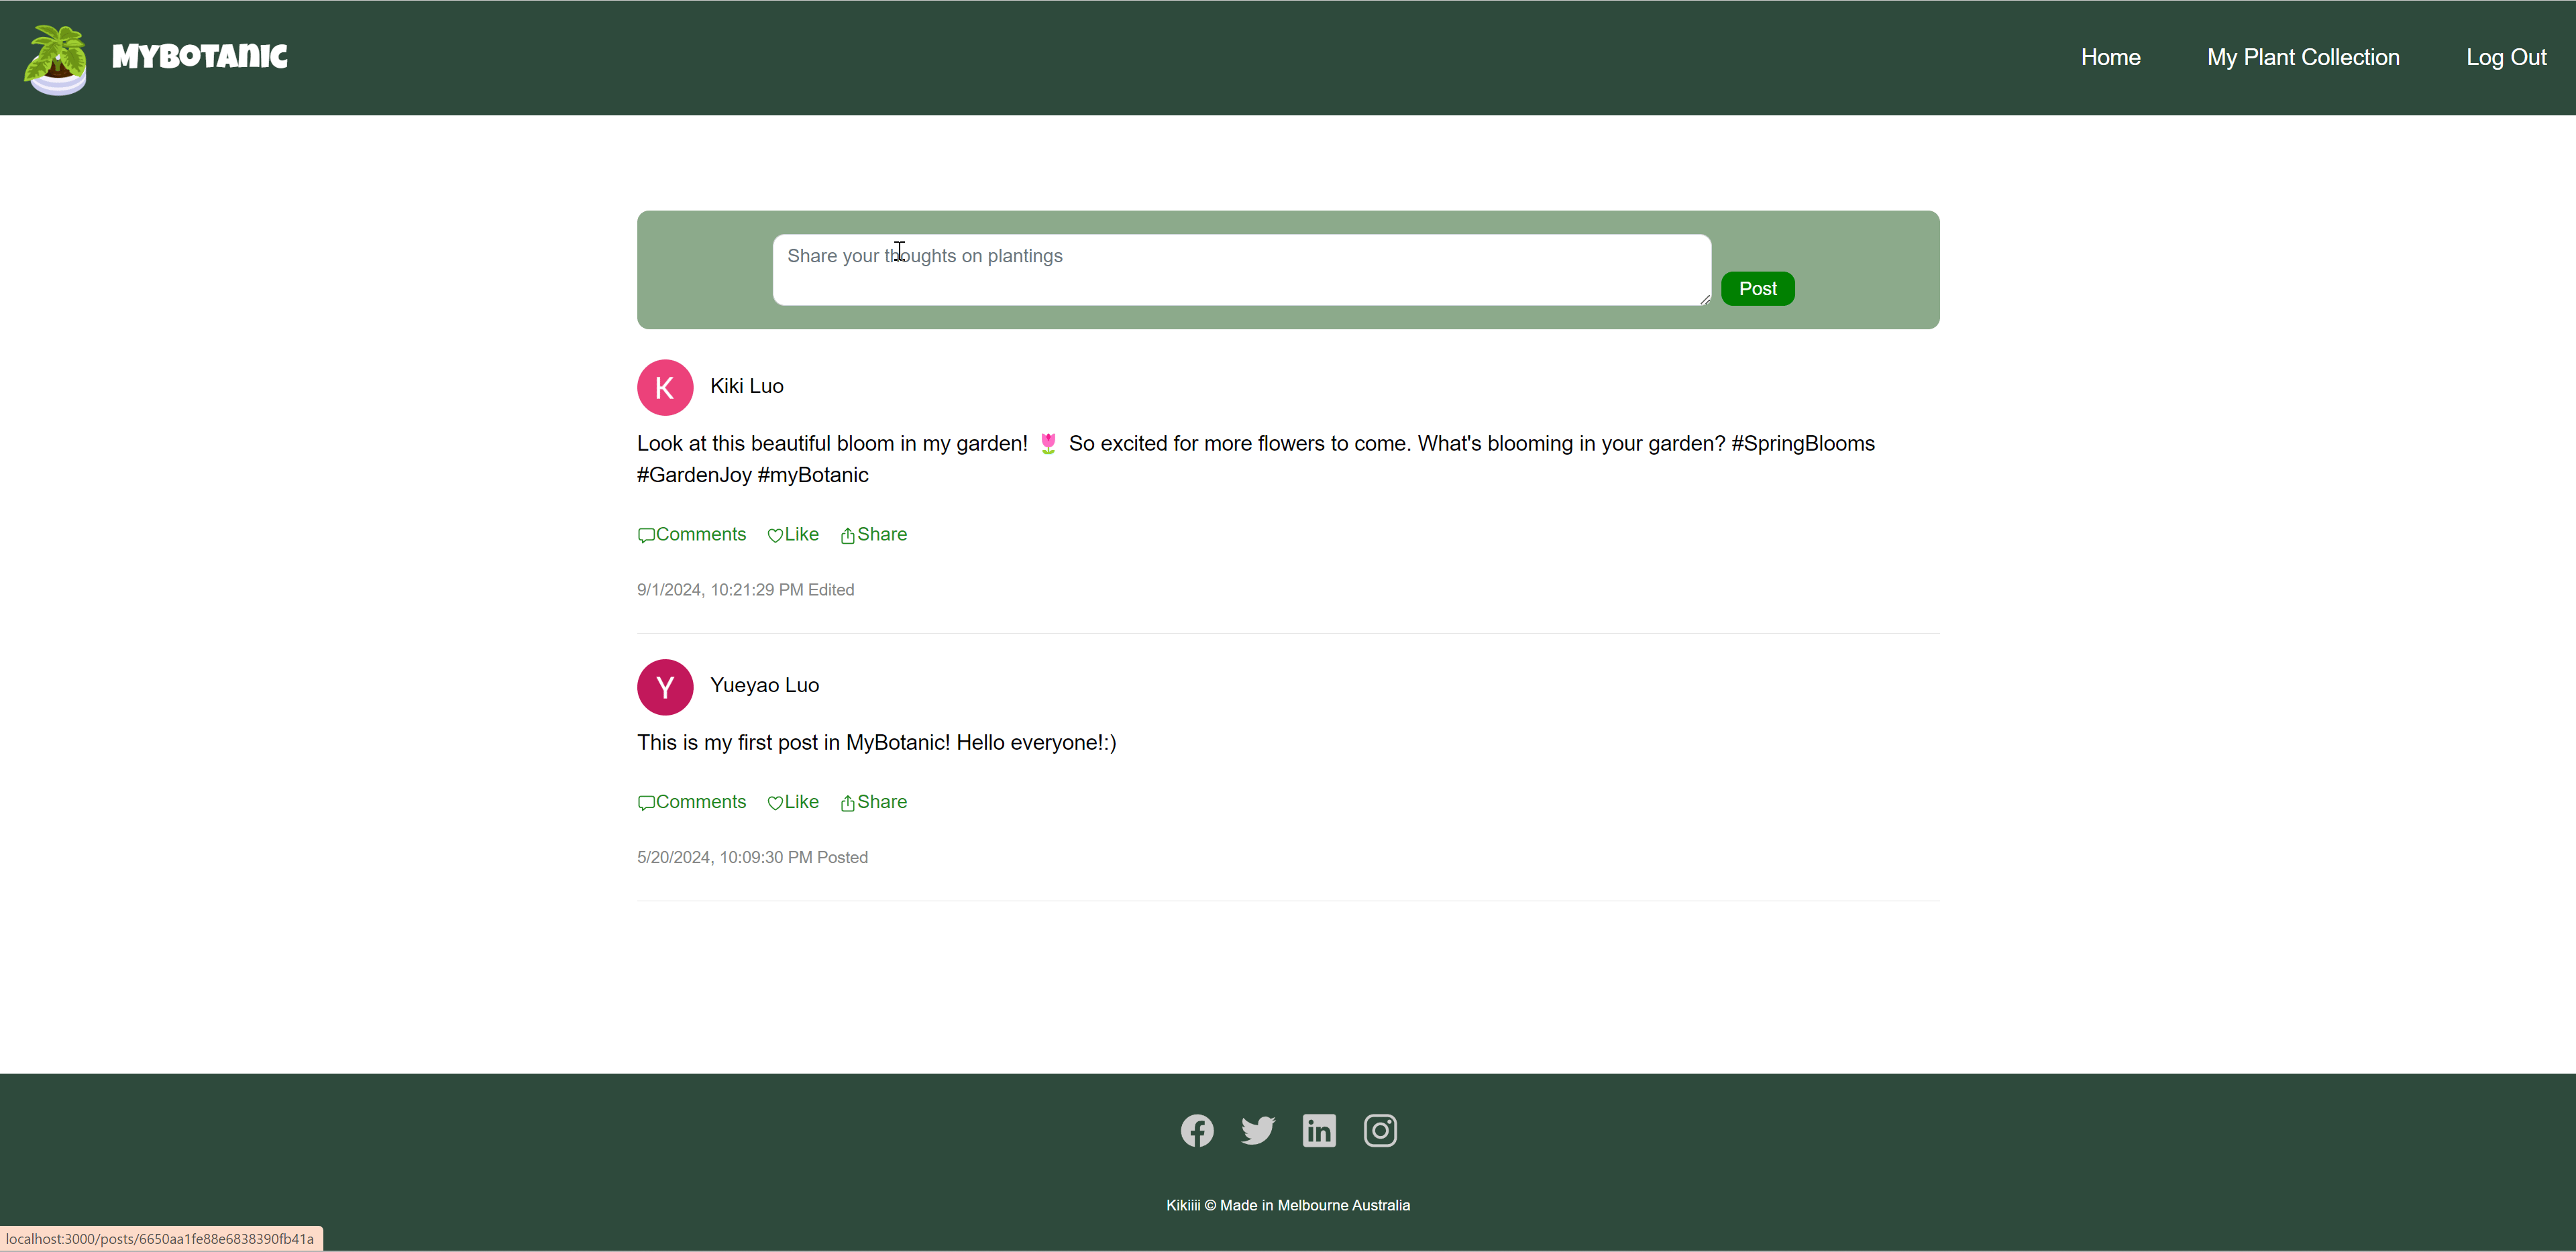 MYBOTANIC
Home
My Plant Collection
Log Out
Share your thoughts on plantings
Post
K
Kiki Luo
Look at this beautiful bloom in my garden! 🌷 So excited for more flowers to come. What's blooming in your garden? #SpringBlooms
#GardenJoy #myBotanic
Comments
Like
Share
9/1/2024, 10:21:29 PM Edited
Y
Yueyao Luo
This is my first post in MyBotanic! Hello everyone!:)
Comments
Like
Share
5/20/2024, 10:09:30 PM Posted
Kikiiii © Made in Melbourne Australia
localhost:3000/posts/6650aa1fe88e6838390fb41a